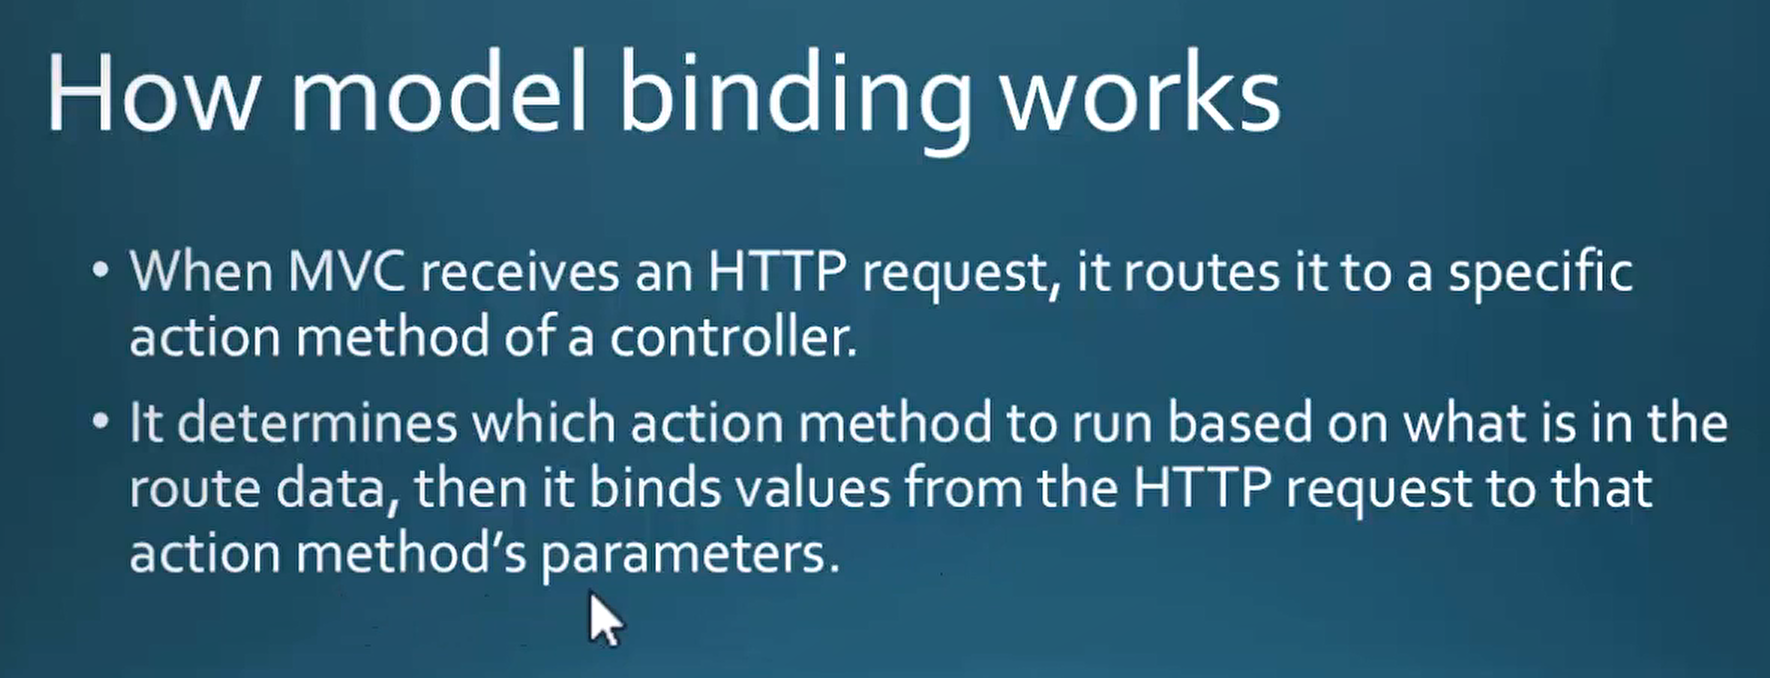 How model binding works
• When MVC receives an HTTP request, it routes it to a specific
action method of a controller.
• It determines which action method to run based on what is in the
route data, then it binds values from the HTTP request to that
action method’s parameters.